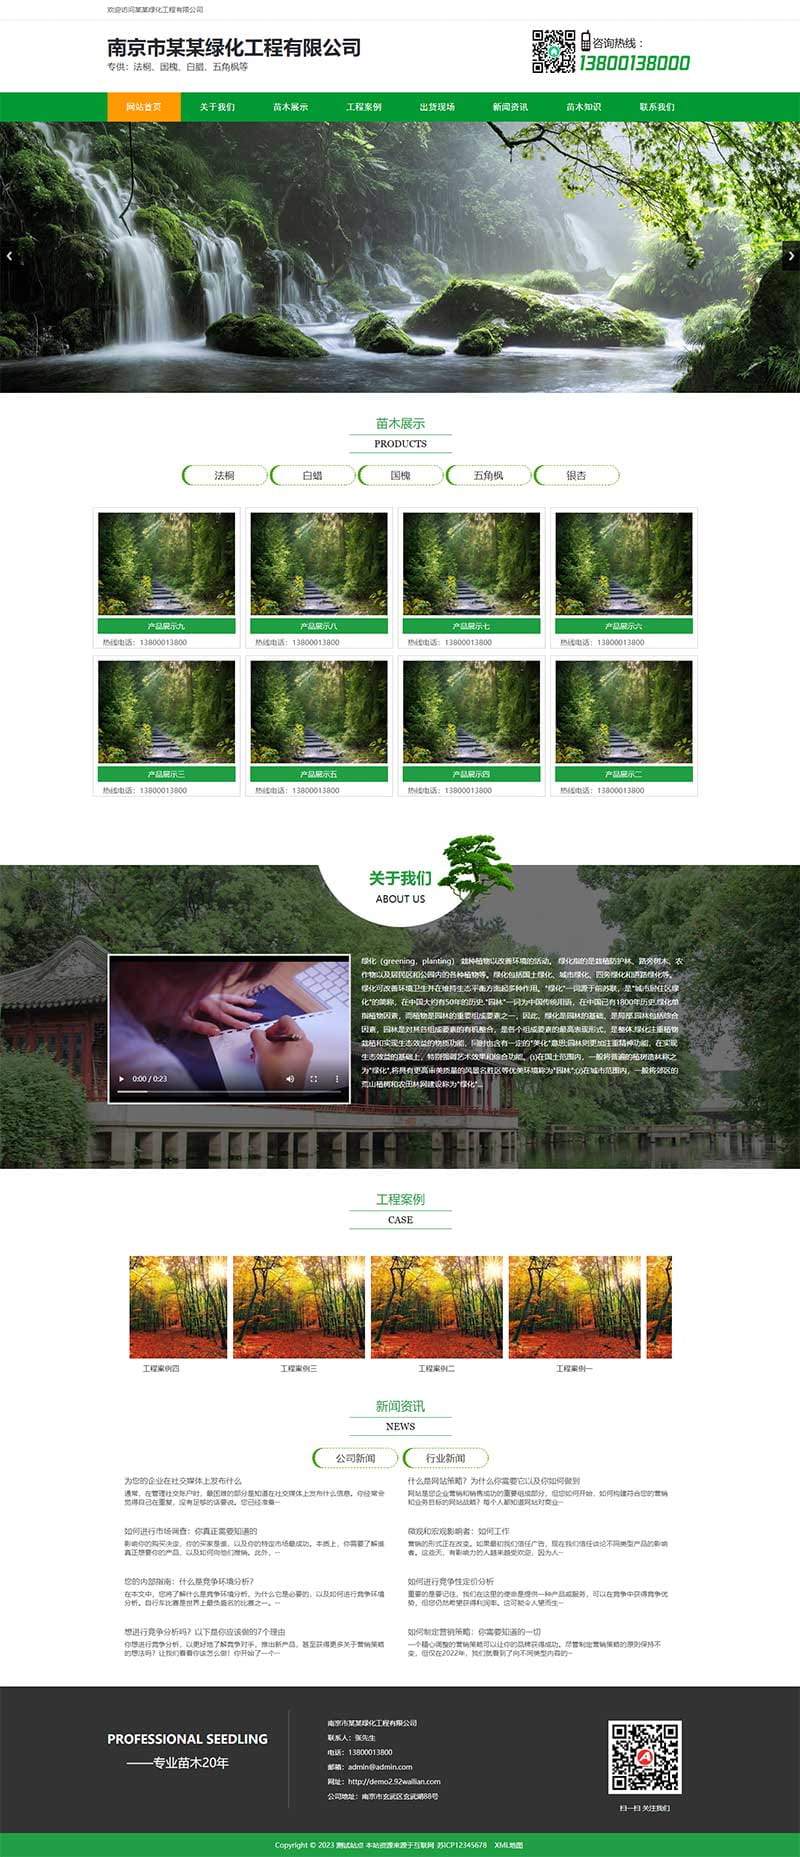 欢迎访问某某绿化工程有限公司
南京市某某绿化工程有限公司
专供：法桐、国槐、白腊、五角枫等
咨询热线：
13800138000
网站首页 关于我们 苗木展示 工程案例 出货现场 新闻资讯 苗木知识 联系我们
苗木展示
PRODUCTS
法桐 白蜡 国槐 五角枫 银杏
产品展示九 产品展示八 产品展示七 产品展示六
热线电话：13800013800 热线电话：13800013800 热线电话：13800013800 热线电话：13800013800
产品展示三 产品展示五 产品展示四 产品展示二
热线电话：13800013800 热线电话：13800013800 热线电话：13800013800 热线电话：13800013800
关于我们
ABOUT US
绿化（greening，planting） 栽种植物以改善环境的活动。 绿化指的是栽植防护林、路旁树木、农
作物以及居民区和公园内的各种植物等。绿化包括国土绿化、城市绿化、四旁绿化和道路绿化等。
绿化可改善环境卫生并在维持生态平衡方面起多种作用。"绿化"一词源于前苏联，是"城市居住区绿
化"的简称，在中国大约有50年的历史."园林"一词为中国传统用语，在中国已有1800年历史.绿化单
指植物因素，而植物是园林的重要组成要素之一，因此，绿化是园林的基础，是局部.园林包括综合
因素，园林是对其各组成要素的有机整合，是各个组成要素的最高表现形式，是整体.绿化注重植物
栽植和实现生态效益的物质功能，同时也含有一定的"美化"意思;园林则更加注重精神功能，在实现
生态效益的基础上，特别强调艺术效果和综合功能。(1)在国土范围内，一般将普遍的植树造林称之
为"绿化",将具有更高审美质量的风景名胜区等优美环境称为"园林";(2)在城市范围内，一般将郊区的
荒山植树和农田林网建设称为"绿化"...
0:00 / 0:23
工程案例
CASE
工程案例四 工程案例三 工程案例二 工程案例一
新闻资讯
NEWS
公司新闻 行业新闻
为您的企业在社交媒体上发布什么
通常，在管理社交账户时，最困难的部分是知道在社交媒体上发布什么信息。你经常会
觉得自己在重复，没有足够的话要说。您已经准备···
什么是网站策略？为什么你需要它以及你如何做到
网站是您企业营销和销售成功的重要组成部分，但您如何开始，如何构建符合您的营销
和业务目标的网站战略？每个人都知道网站对商业···
如何进行市场调查：你真正需要知道的
影响你的购买决定，你的买家是谁，以及你的特定市场最成功。本质上，你需要了解谁
真正想要你的产品，以及如何向他们推销。此外，···
微观和宏观影响者：如何工作
营销的形式正在改变。如果最初我们信任广告，现在我们信任谈论不同类型产品的影响
者。这些天，有影响力的人越来越受欢迎，因为人···
您的内部指南：什么是竞争环境分析？
在本文中，您将了解什么是竞争环境分析，为什么它是必要的，以及如何进行竞争环境
分析。自行车比赛是世界上最负盛名的比赛之一。···
如何进行竞争性定价分析
重要的是要记住，我们在这里的使命是提供一种产品或服务，可以在竞争中获得竞争优
势，但您仍然希望获得利润率。这可能令人望而生···
想进行竞争分析吗？以下是你应该做的7个理由
你想进行竞争分析，以更好地了解竞争对手，推出新产品，甚至获得更多关于营销策略
的想法吗？让我们看看你该怎么做！你开始了一个···
如何制定营销策略：你需要知道的一切
一个精心调整的营销策略可以让你的品牌获得成功。尽管制定营销策略的原则保持不
变，但仅在2022年，我们就看到了向不同类型内容的···
PROFESSIONAL SEEDLING
——专业苗木20年
南京市某某绿化工程有限公司
联系人：张先生
电话：13800013800
邮箱：admin@admin.com
网址：http://demo2.92wailian.com
公司地址：南京市玄武区玄武湖88号
扫一扫 关注我们
Copyright © 2023 测试站点 本站资源来源于互联网 苏ICP12345678 XML地图